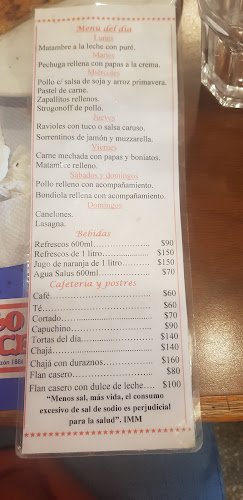 Menú del día
Lunes
Matambre a la leche con puré.
Martes
Pechuga rellena con papas a la crema.
Miércoles
Pollo c/ salsa de soja y arroz primavera.
Pastel de carne.
Zapallitos rellenos.
Strogonoff de pollo.
Jueves
Ravioles con tuco o salsa caruso.
Sorrentinos de jamón y muzzarella.
Viernes
Carne mechada con papas y boniatos.
Matambre relleno.
Sábados y domingos
Pollo relleno con acompañamiento.
Bondiola rellena con acompañamiento.
Domingos
Canelones.
Lasagna.
Bebidas
Refrescos 600ml..................... $90
Refrescos de 1 litro.................. $150
Jugo de naranja de 1 litro............ $150
Agua Salus 600ml.................... $70
Cafetería y postres
Café................................ $60
Té.................................. $60
Cortado............................. $70
Capuchino........................... $90
Tortas del día....................... $140
Chajá............................... $140
Chajá con duraznos.................. $160
Flan casero.......................... $80
Flan casero con dulce de leche.... $100
"Menos sal, más vida, el consumo
excesivo de sal de sodio es perjudicial
para la salud". IMM